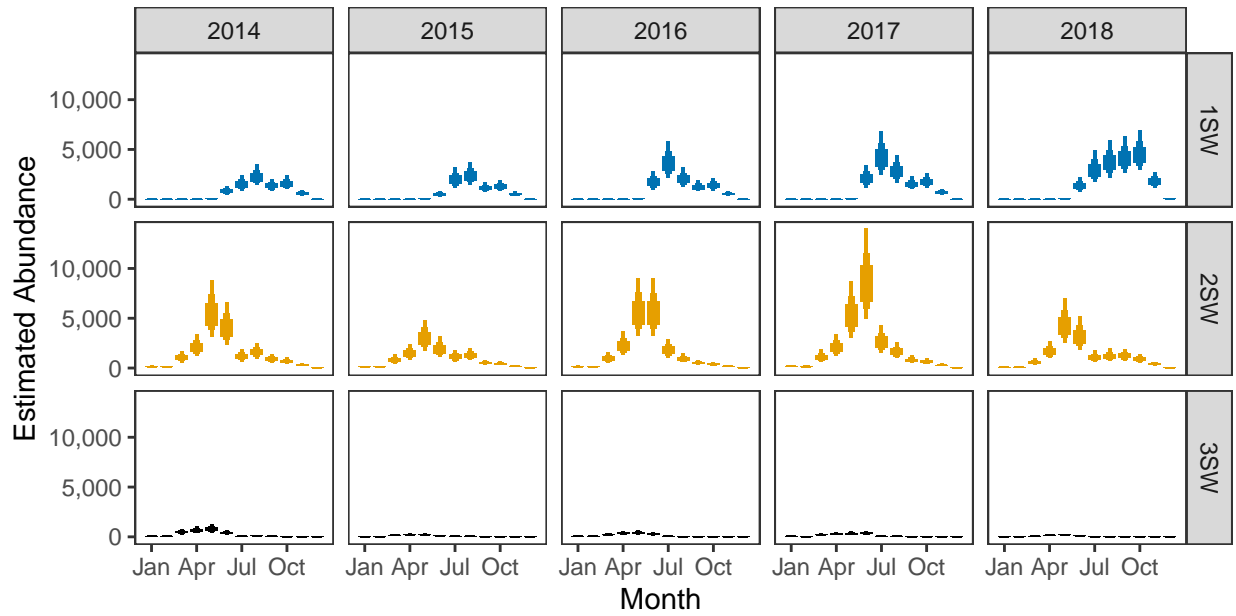 2014 2015 2016 2017 2018
10,000
5,000
0
1SW
Estimated Abundance
10,000
5,000
0
2SW
10,000
5,000
0
3SW
Jan Apr Jul Oct Jan Apr Jul Oct Jan Apr Jul Oct Jan Apr Jul Oct Jan Apr Jul Oct
Month